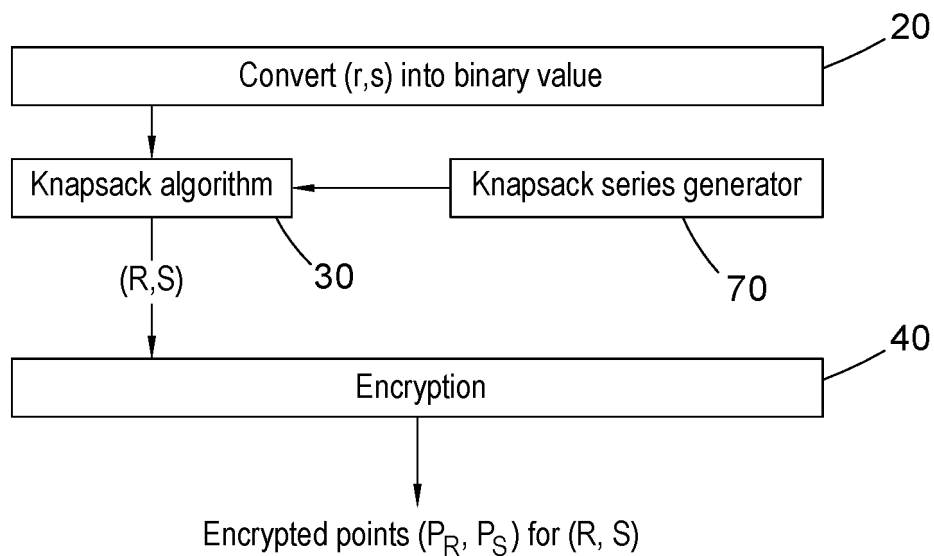 20
Convert (r,s) into binary value
Knapsack algorithm
Knapsack series generator
30
70
(R,S)
40
Encryption
Encrypted points (P_R, P_S) for (R, S)